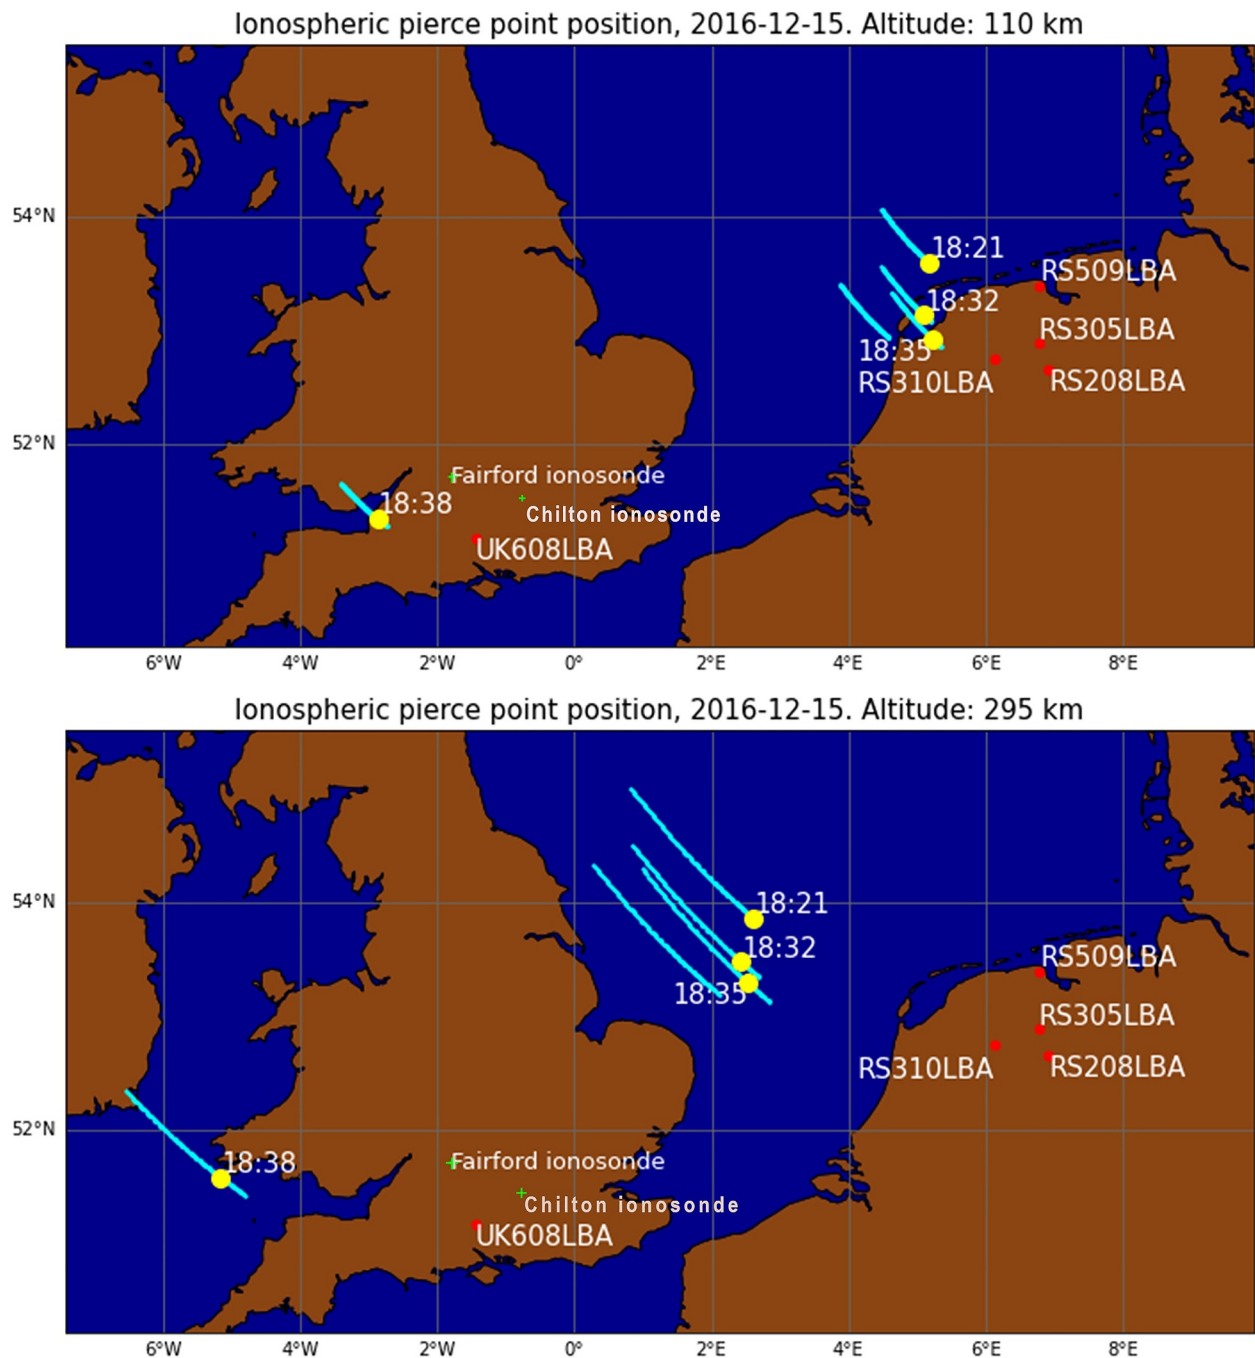 Ionospheric pierce point position, 2016-12-15. Altitude: 110 km
54°N
18:21
RS509LBA
18:32
RS305LBA
18:35
RS310LBA
RS208LBA
52°N
Fairford ionosonde
18:38
Chilton ionosonde
UK608LBA
6°W 4°W 2°W 0° 2°E 4°E 6°E 8°E
Ionospheric pierce point position, 2016-12-15. Altitude: 295 km
54°N
18:21
18:32
RS509LBA
18:35
RS305LBA
RS310LBA
RS208LBA
52°N
18:38
Fairford ionosonde
Chilton ionosonde
UK608LBA
6°W 4°W 2°W 0° 2°E 4°E 6°E 8°E